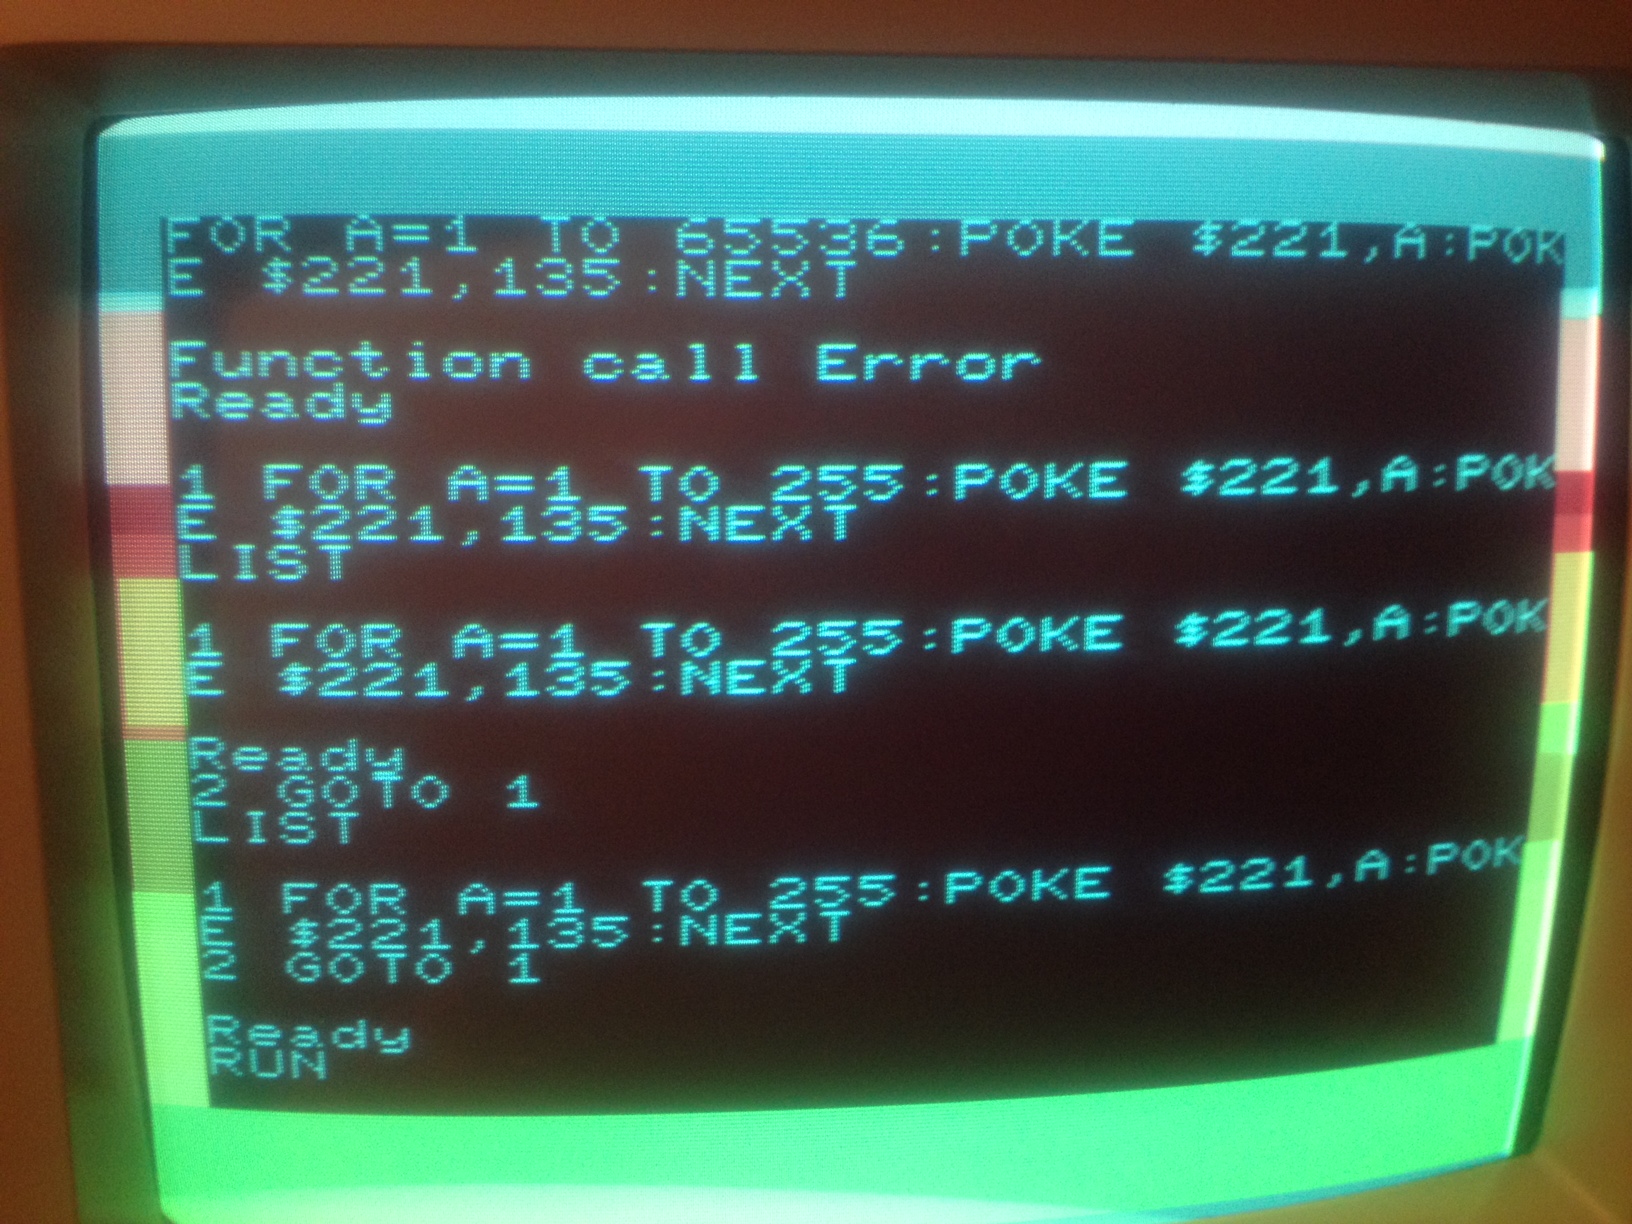 FOR A=1 TO 65536:POKE $221,A:POK
E $221,135:NEXT
Function call Error
Ready
1 FOR A=1 TO 255:POKE $221,A:POK
E $221,135:NEXT
LIST
1 FOR A=1 TO 255:POKE $221,A:POK
E $221,135:NEXT
Ready
2 GOTO 1
LIST
1 FOR A=1 TO 255:POKE $221,A:POK
E $221,135:NEXT
2 GOTO 1
Ready
RUN